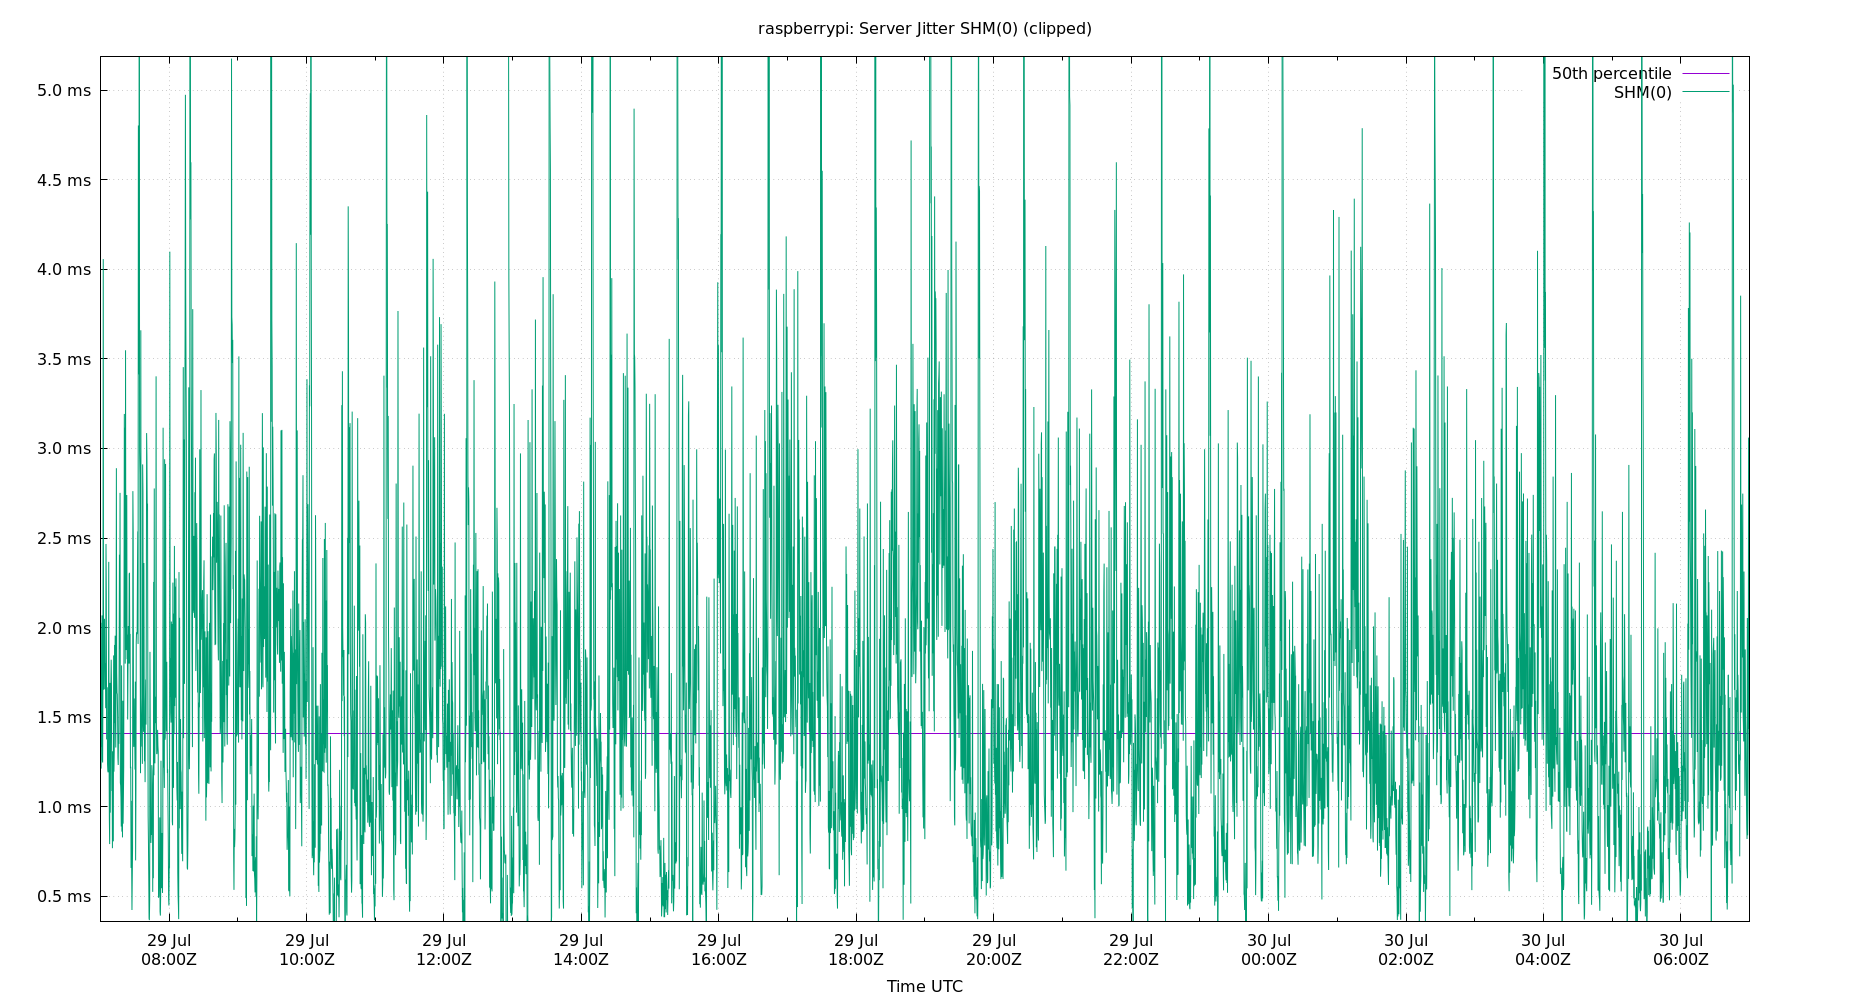 raspberrypi: Server Jitter SHM(0) (clipped)
50th percentile
SHM(0)
5.0 ms
4.5 ms
4.0 ms
3.5 ms
3.0 ms
2.5 ms
2.0 ms
1.5 ms
1.0 ms
0.5 ms
29 Jul 29 Jul 29 Jul 29 Jul 29 Jul 29 Jul 29 Jul 29 Jul 30 Jul 30 Jul 30 Jul 30 Jul
08:00Z 10:00Z 12:00Z 14:00Z 16:00Z 18:00Z 20:00Z 22:00Z 00:00Z 02:00Z 04:00Z 06:00Z
Time UTC